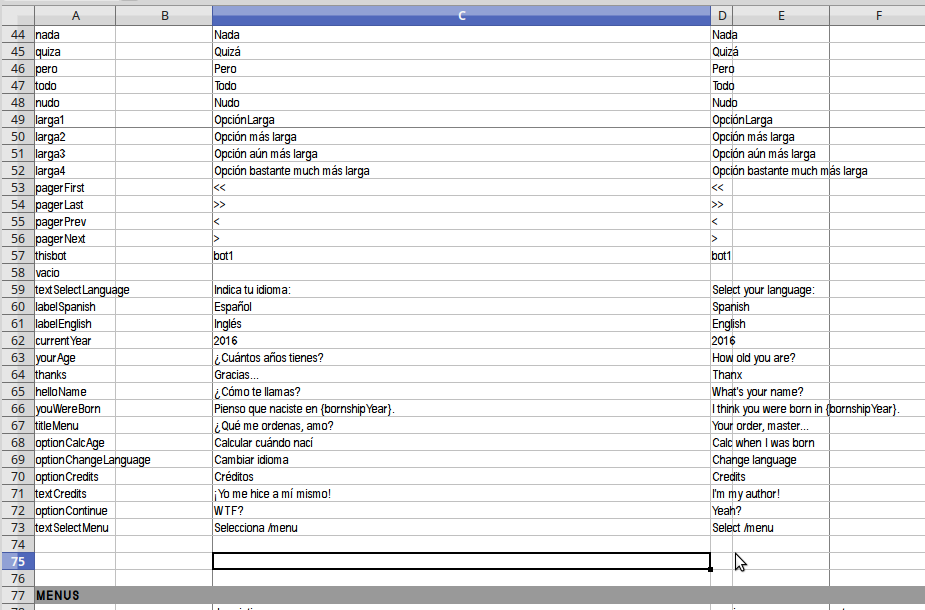 A B C D E F
44 nada Nada Nada
45 quiza Quizá Quizá
46 pero Pero Pero
47 todo Todo Todo
48 nudo Nudo Nudo
49 larga1 OpciónLarga OpciónLarga
50 larga2 Opción más larga Opción más larga
51 larga3 Opción aún más larga Opción aún más larga
52 larga4 Opción bastante much más larga Opción bastante much más larga
53 pagerFirst << <<
54 pagerLast >> >>
55 pagerPrev < <
56 pagerNext > >
57 thisbot bot1 bot1
58 vacio
59 textSelectLanguage Indica tu idioma: Select your language:
60 labelSpanish Español Spanish
61 labelEnglish Inglés English
62 currentYear 2016 2016
63 yourAge ¿Cuántos años tienes? How old you are?
64 thanks Gracias... Thanx
65 helloName ¿Cómo te llamas? What's your name?
66 youWereBorn Pienso que naciste en {bornshipYear}. I think you were born in {bornshipYear}.
67 titleMenu ¿Qué me ordenas, amo? Your order, master...
68 optionCalcAge Calcular cuándo nací Calc when I was born
69 optionChangeLanguage Cambiar idioma Change language
70 optionCredits Créditos Credits
71 textCredits ¡Yo me hice a mí mismo! I'm my author!
72 optionContinue WTF? Yeah?
73 textSelectMenu Selecciona /menu Select /menu
74
75
76
77 MENUS